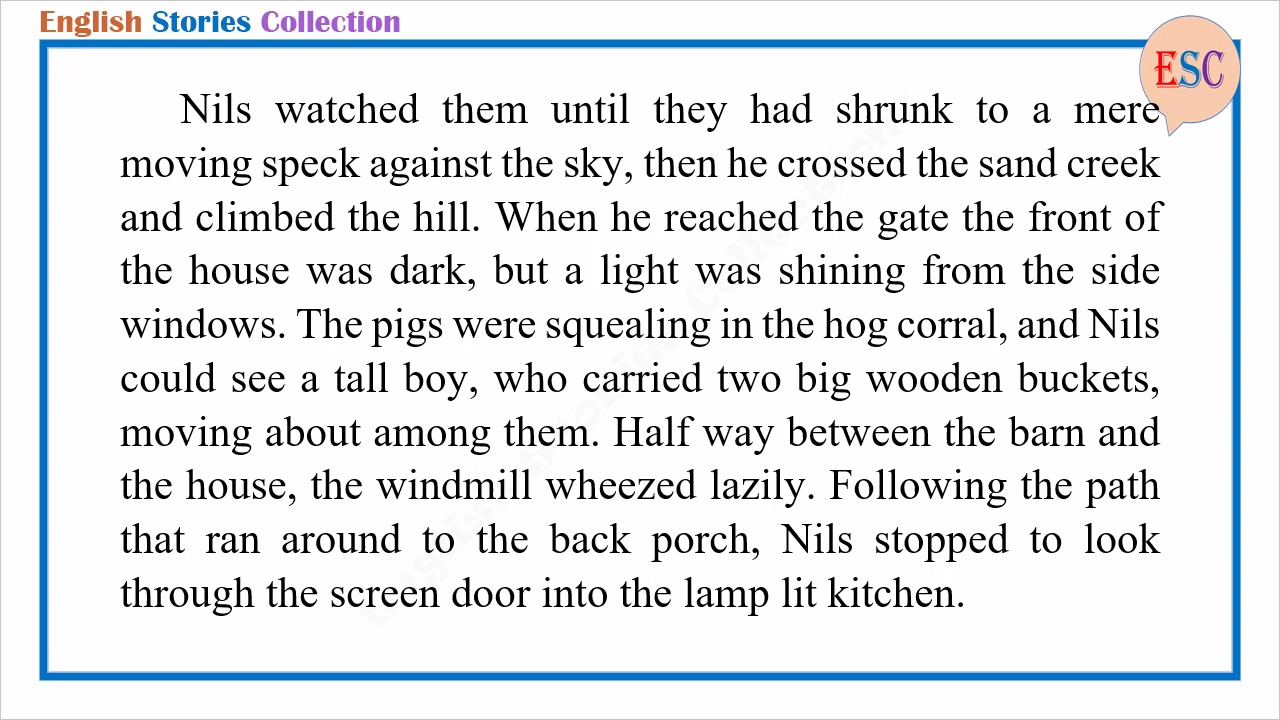 English Stories Collection
ESC
Nils watched them until they had shrunk to a mere
moving speck against the sky, then he crossed the sand creek
and climbed the hill. When he reached the gate the front of
the house was dark, but a light was shining from the side
windows. The pigs were squealing in the hog corral, and Nils
could see a tall boy, who carried two big wooden buckets,
moving about among them. Half way between the barn and
the house, the windmill wheezed lazily. Following the path
that ran around to the back porch, Nils stopped to look
through the screen door into the lamp lit kitchen.
English Stories Collection